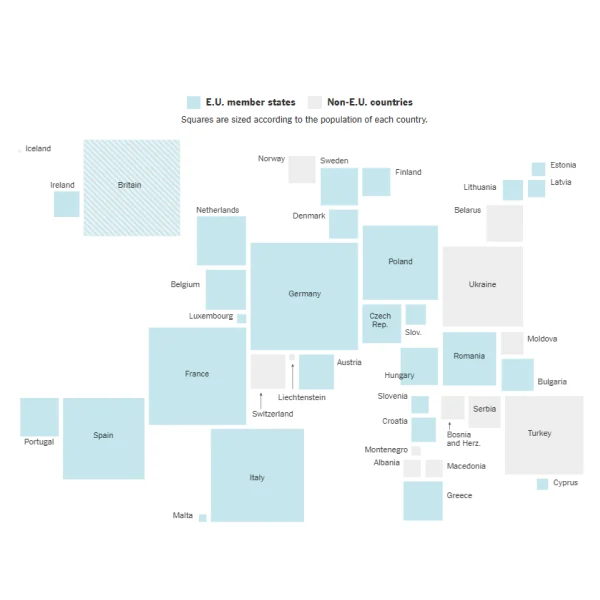 E.U. member states
Non-E.U. countries
Squares are sized according to the population of each country.
Iceland
Norway
Sweden
Finland
Estonia
Latvia
Lithuania
Ireland
Britain
Netherlands
Denmark
Belarus
Poland
Belgium
Germany
Ukraine
Luxembourg
Czech
Rep.
Slov.
Moldova
France
Austria
Hungary
Romania
Bulgaria
Liechtenstein
Switzerland
Slovenia
Portugal
Spain
Croatia
Bosnia
and Herz.
Serbia
Turkey
Montenegro
Albania
Macedonia
Italy
Cyprus
Greece
Malta